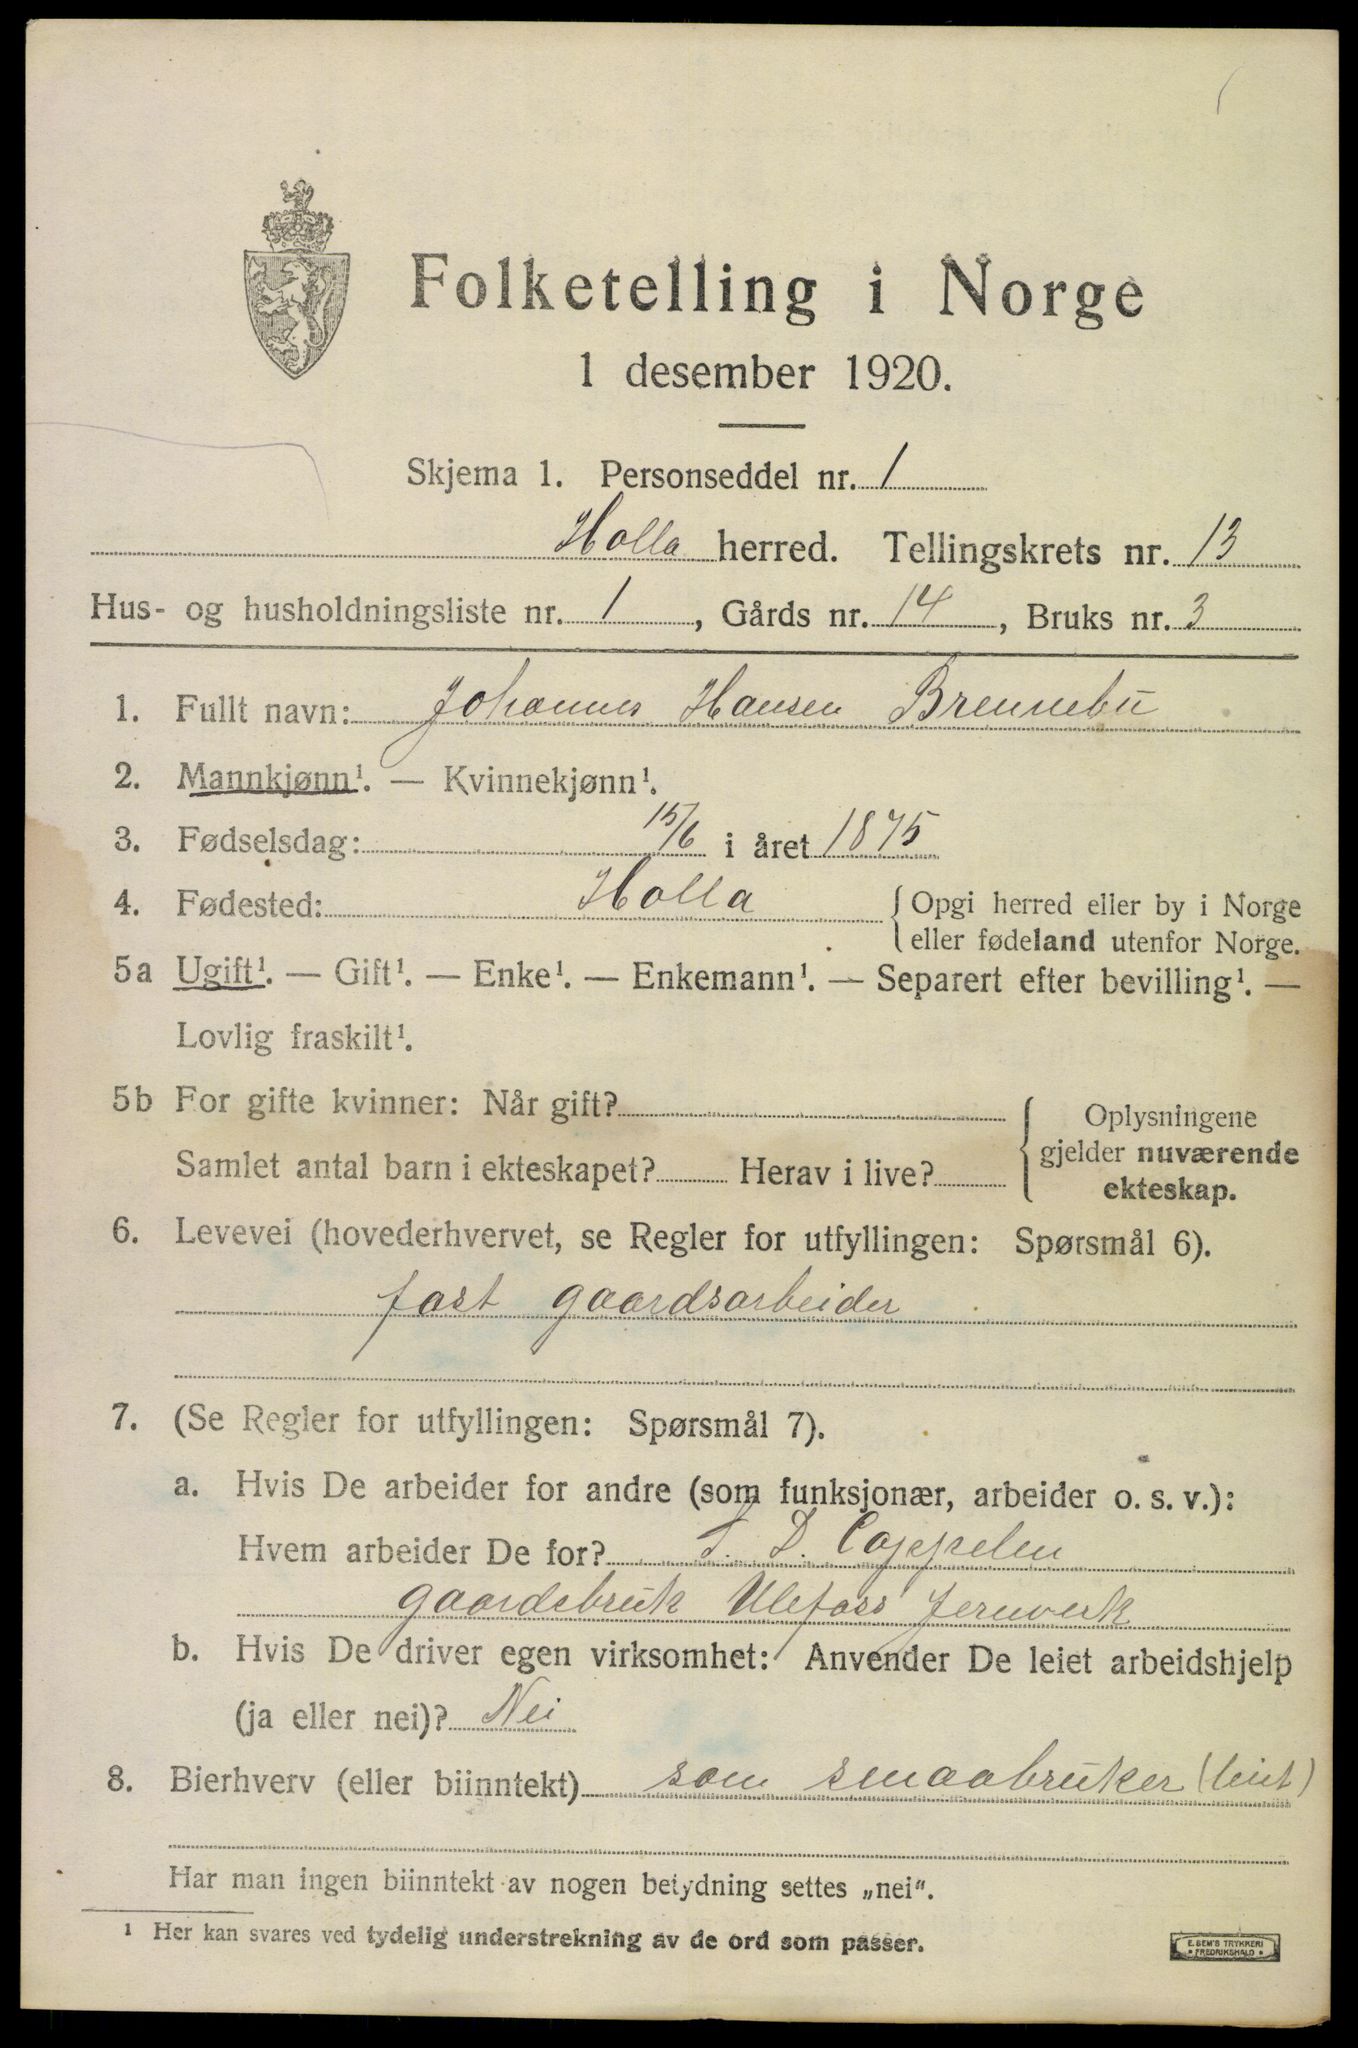 Folketelling i Norge
1 desember 1920.
Skjema 1. Personseddel nr. 1
Holla herred. Tellingskrets nr. 13
Hus- og husholdningsliste nr. 1, Gårds nr. 14, Bruks nr. 3
1. Fullt navn: Johannes Hansen Brennebu
2. Mannkjønn¹. — Kvinnekjønn¹.
3. Fødselsdag: 15/6 i året 1875
4. Fødested: Holla { Opgi herred eller by i Norge
eller fødeland utenfor Norge.
5a Ugift¹. — Gift¹. — Enke¹. — Enkemann¹. — Separert efter bevilling¹. —
Lovlig fraskilt¹.
5b For gifte kvinner: Når gift?
Samlet antal barn i ekteskapet? Herav i live?
{ Oplysningene
gjelder nuværende
ekteskap.
6. Levevei (hovederhvervet, se Regler for utfyllingen: Spørsmål 6).
fast gaardsarbeider
7. (Se Regler for utfyllingen: Spørsmål 7).
a. Hvis De arbeider for andre (som funksjonær, arbeider o. s. v.):
Hvem arbeider De for? S. D. Cappelen
gaardsbruk Ulefoss Jernverk
b. Hvis De driver egen virksomhet: Anvender De leiet arbeidshjelp
(ja eller nei)? Nei
8. Bierhverv (eller biinntekt) som smaabruker (leiet)
Har man ingen biinntekt av nogen betydning settes „nei“.
¹ Her kan svares ved tydelig understrekning av de ord som passer.
E. SEM'S TRYKKERI
• FREDRIKSHALD •